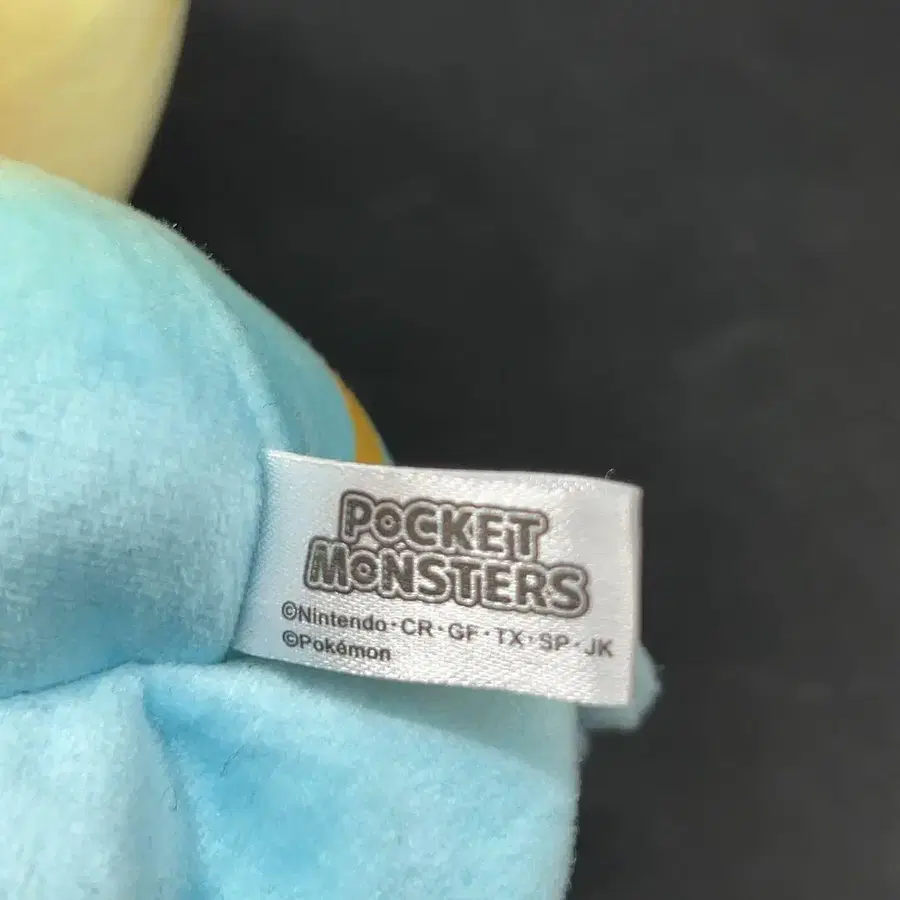 POCKET
MONSTERS
©Nintendo・CR・GF・TX・SP・JK
©Pokémon